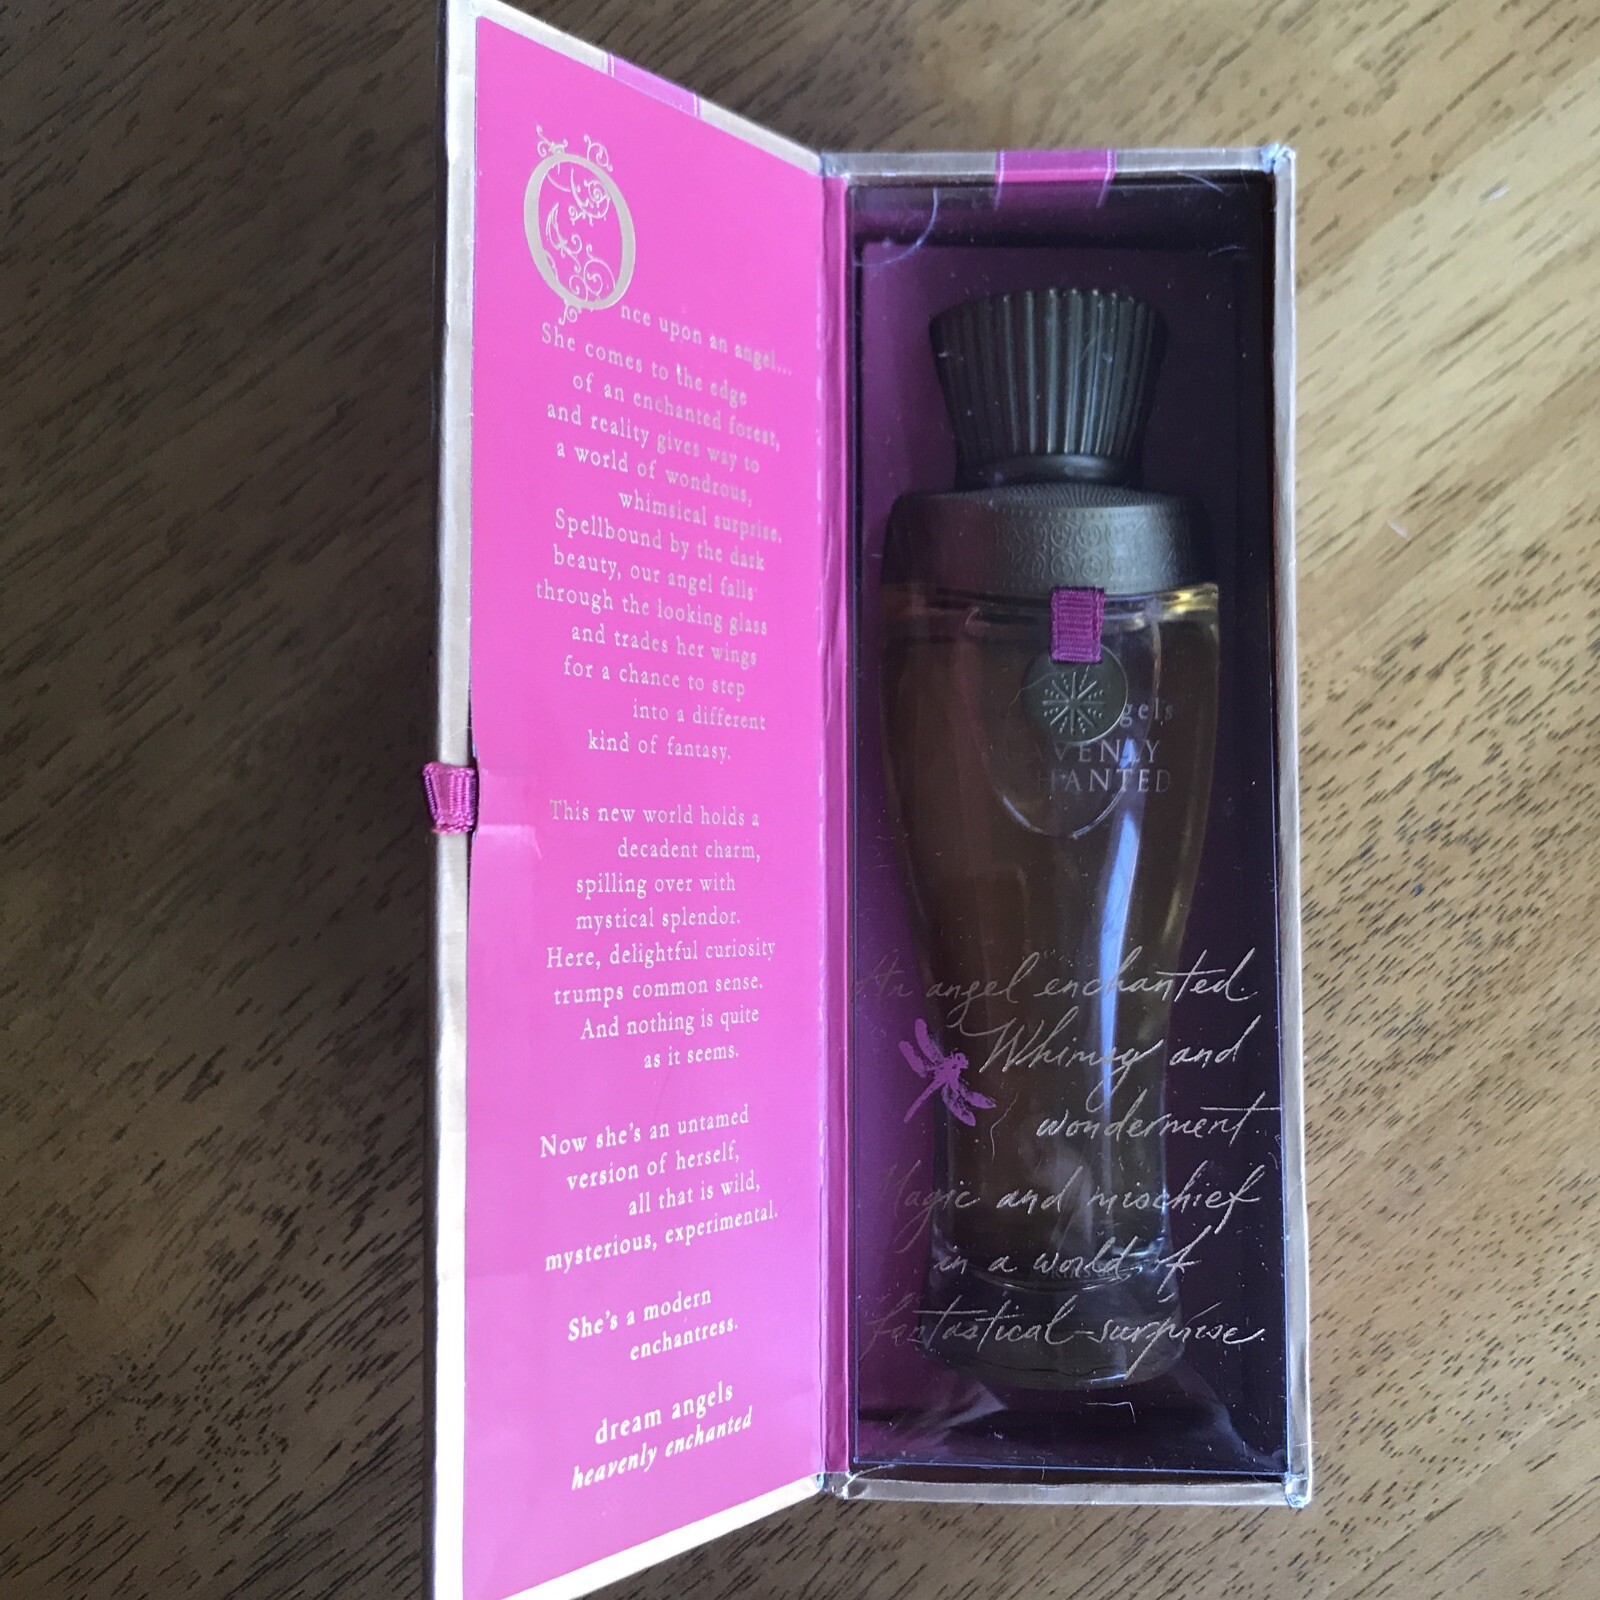 Once upon an angel...
She comes to the edge
of an enchanted forest,
and reality gives way to
a world of wondrous,
whimsical surprise.
Spellbound by the dark
beauty, our angel falls
through the looking glass
and trades her wings
for a chance to step
into a different
kind of fantasy.
This new world holds a
decadent charm,
spilling over with
mystical splendor.
Here, delightful curiosity
trumps common sense.
And nothing is quite
as it seems.
Now she's an untamed
version of herself,
all that is wild,
mysterious, experimental.
She's a modern
enchantress.
dream angels
heavenly enchanted
gels
VENLY
HANTED
An angel enchanted.
Whimsy and
wonderment.
Magic and mischief
in a world of
fantastical surprise.